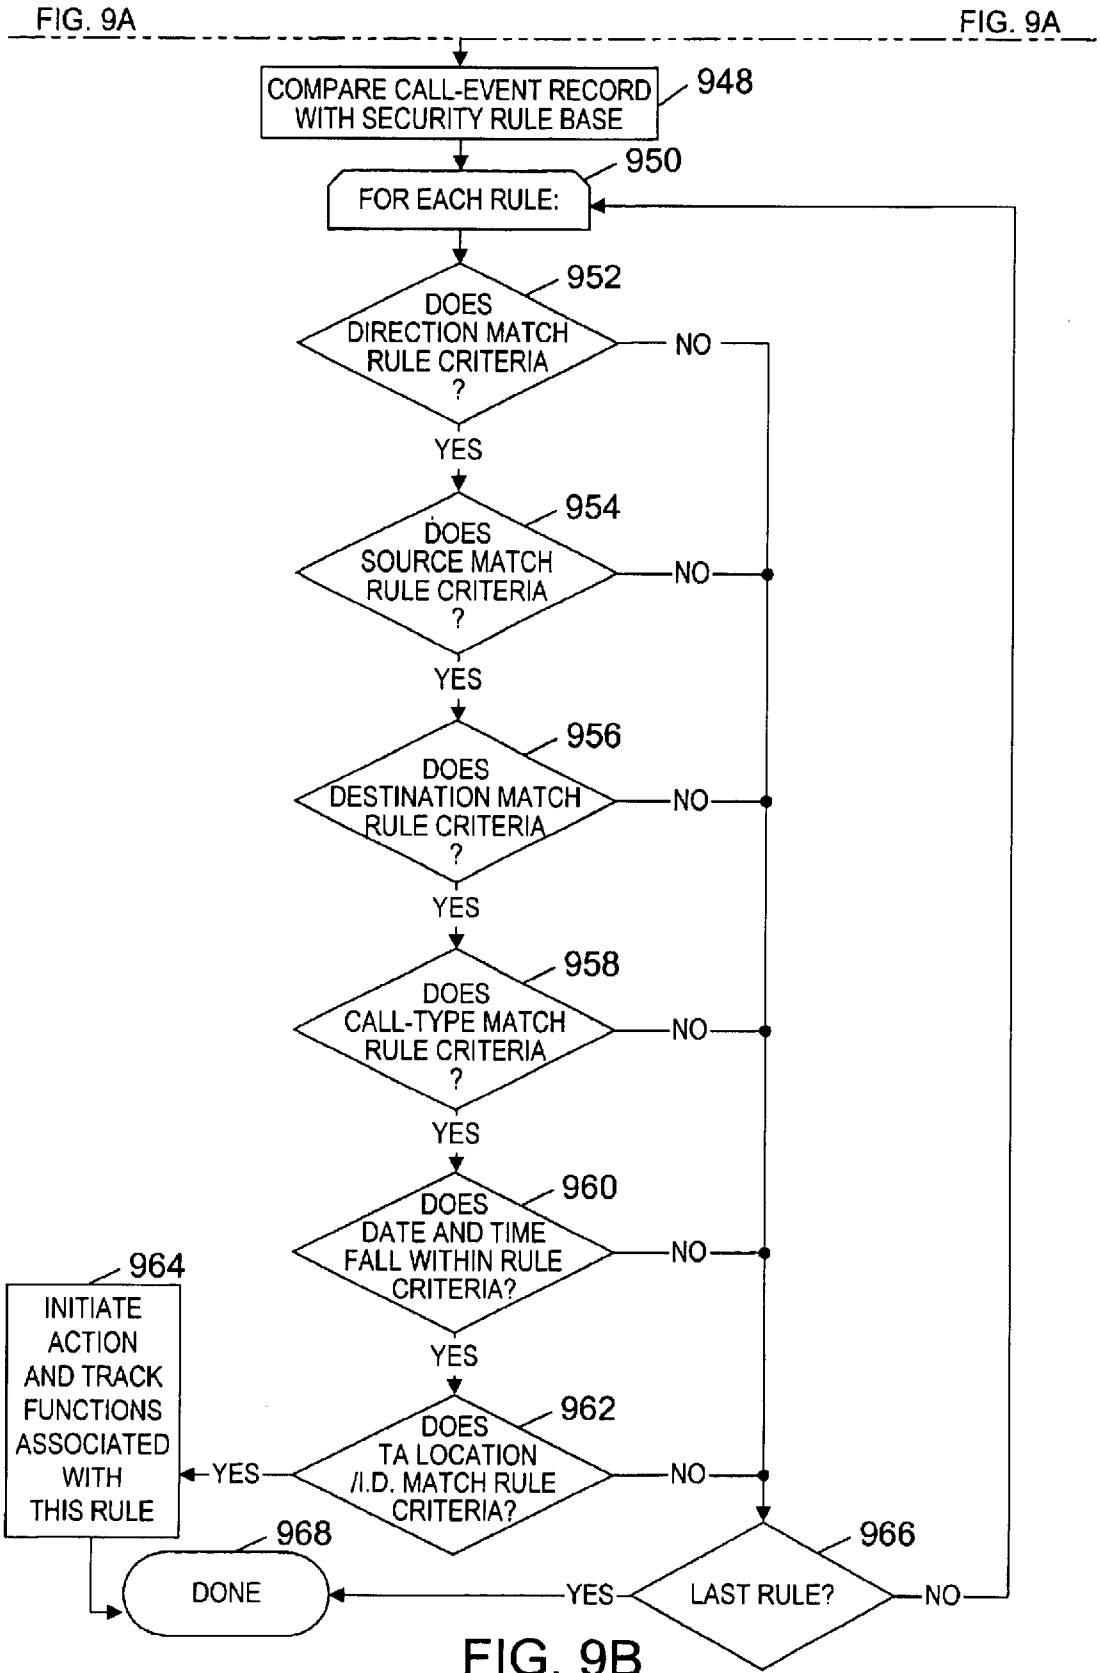 FIG. 9A
FIG. 9A
COMPARE CALL-EVENT RECORD
WITH SECURITY RULE BASE
948
950
FOR EACH RULE:
952
DOES
DIRECTION MATCH
RULE CRITERIA
?
NO
YES
954
DOES
SOURCE MATCH
RULE CRITERIA
?
NO
YES
956
DOES
DESTINATION MATCH
RULE CRITERIA
?
NO
YES
958
DOES
CALL-TYPE MATCH
RULE CRITERIA
?
NO
YES
960
DOES
DATE AND TIME
FALL WITHIN RULE
CRITERIA?
NO
YES
962
DOES
TA LOCATION
/I.D. MATCH RULE
CRITERIA?
NO
YES
964
INITIATE
ACTION
AND TRACK
FUNCTIONS
ASSOCIATED
WITH
THIS RULE
966
LAST RULE?
NO
YES
968
DONE
FIG. 9B